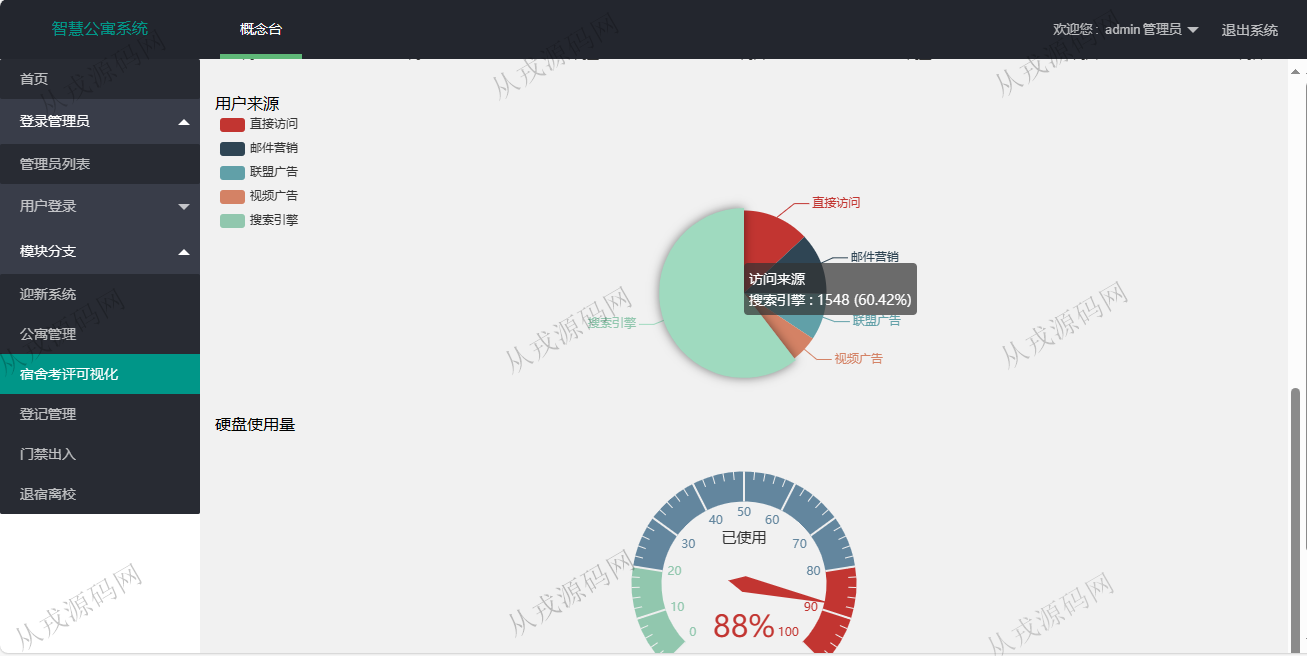 智慧公寓系统
概念台
欢迎您 : admin 管理员
退出系统
首页
登录管理员
管理员列表
用户登录
模块分支
迎新系统
公寓管理
宿舍考评可视化
登记管理
门禁出入
退宿离校
用户来源
直接访问
邮件营销
联盟广告
视频广告
搜索引擎
直接访问
邮件营销
访问来源
搜索引擎 : 1548 (60.42%)
联盟广告
搜索引擎
视频广告
硬盘使用量
已使用
0
10
20
30
40
50
60
70
80
90
100
88%
从戎源码网
从戎源码网
从戎源码网
从戎源码网
从戎源码网
从戎源码网
从戎源码网
从戎源码网
从戎源码网